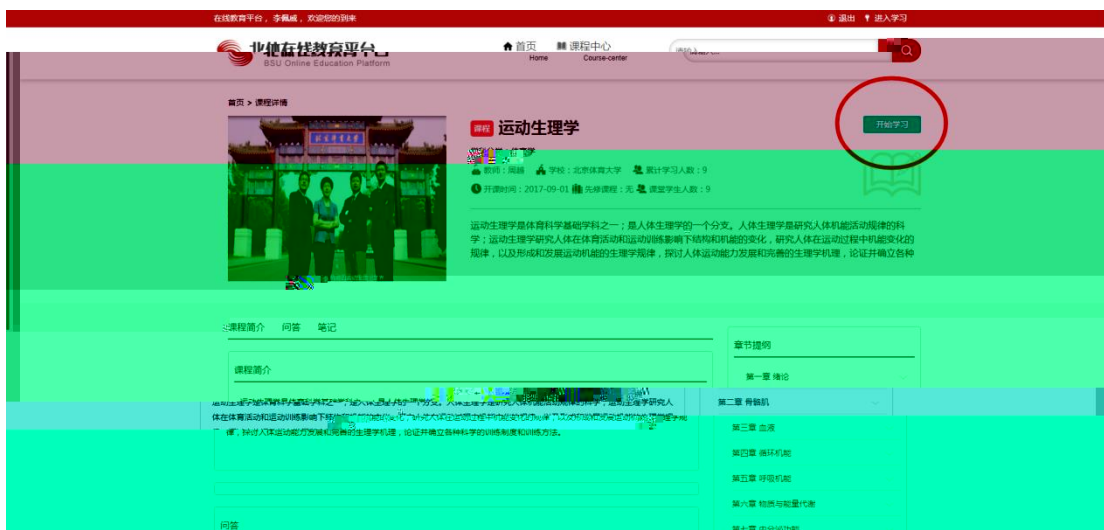 在线教育平台，李佩威，欢迎您的到来
退出 进入学习
北体在线教育平台
BSU Online Education Platform
首页 课程中心
Home Course-center
首页 > 课程详情
课程 运动生理学
开始学习
教师：周越 学校：北京体育大学 累计学习人数：9
开课时间：2017-09-01 先修课程：无 课堂学生人数：9
运动生理学是体育科学基础学科之一；是人体生理学的一个分支。人体生理学是研究人体机能活动规律的科
学；运动生理学研究人体在体育活动和运动训练影响下结构和机能的变化，研究人体在运动过程中机能变化的
规律，以及形成和发展运动机能的生理学规律，探讨人体运动能力发展和完善的生理学机理，论证并确立各种
课程简介 问答 笔记
章节提纲
课程简介
第一章 绪论
第二章 骨骼肌
体在体育活动和运动训练影响下结构
第三章 血液
律，探讨人体运动能力发展和完善的生理学机理，论证并确立各种科学的训练制度和训练方法。
第四章 循环机能
第五章 呼吸机能
第六章 物质与能量代谢
问答